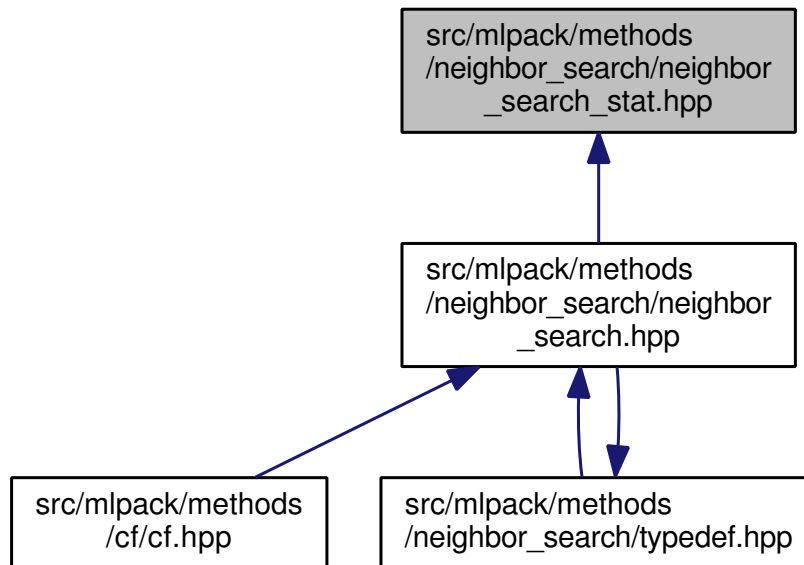 src/mlpack/methods
/neighbor_search/neighbor
_search_stat.hpp
src/mlpack/methods
/neighbor_search/neighbor
_search.hpp
src/mlpack/methods
/cf/cf.hpp
src/mlpack/methods
/neighbor_search/typedef.hpp